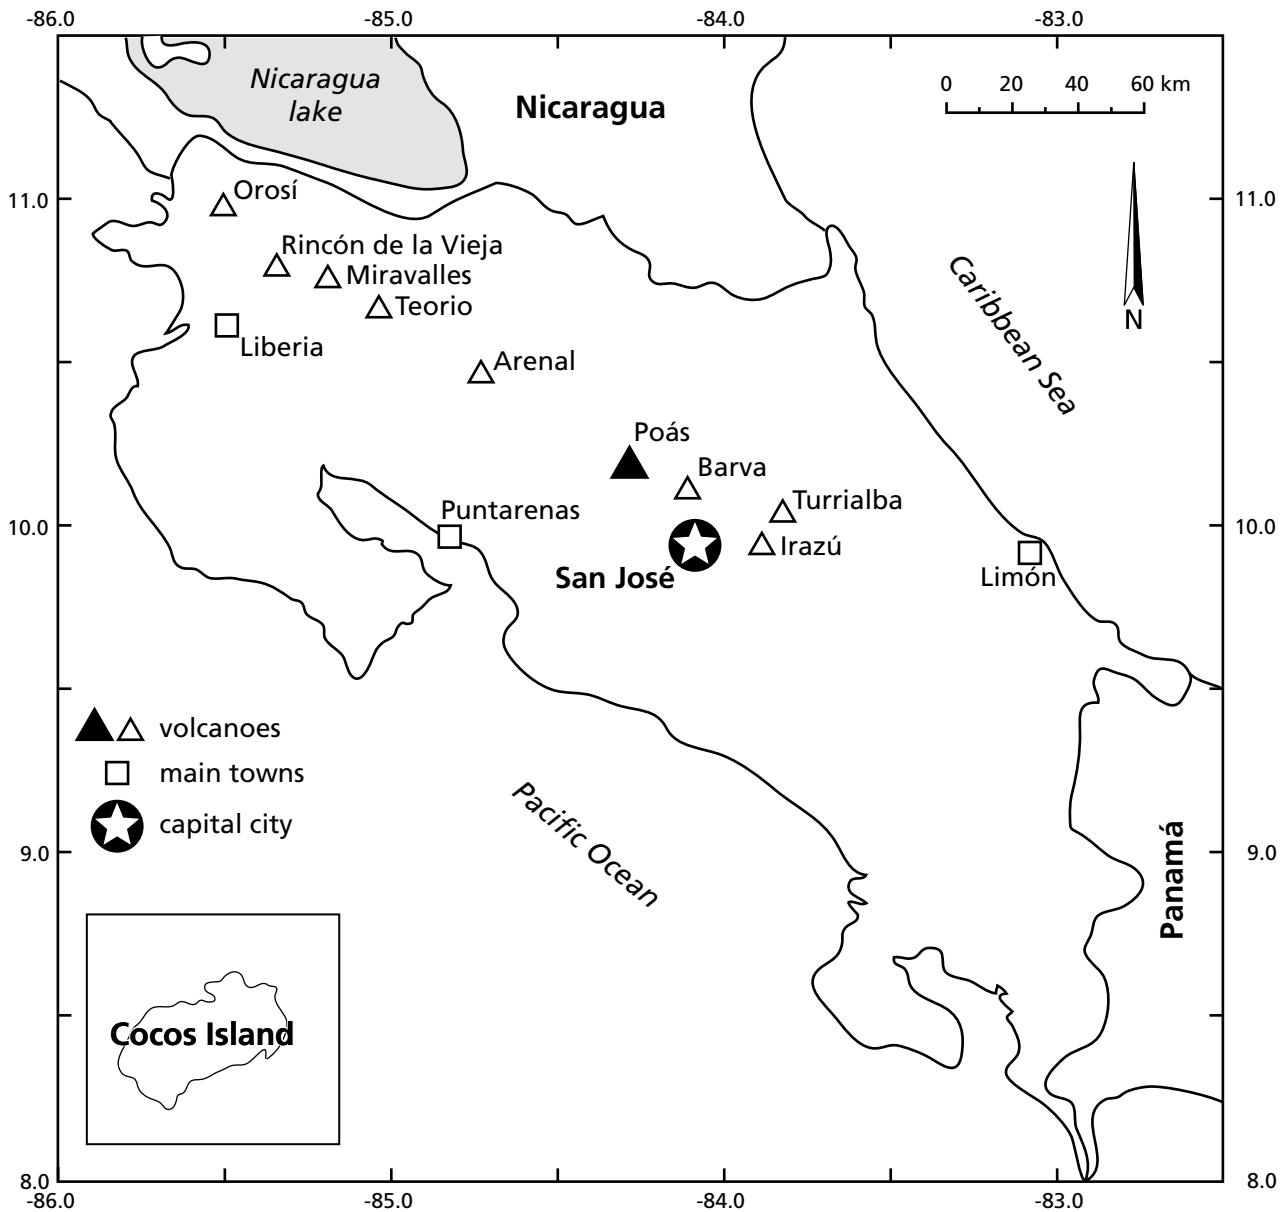 -86.0
-85.0
-84.0
-83.0
Nicaragua
lake
Nicaragua
0 20 40 60 km
11.0
11.0
Orosí
Rincón de la Vieja
Miravalles
Teorio
Liberia
Caribbean Sea
N
Arenal
Poás
Barva
Puntarenas
Turrialba
10.0
10.0
Irazú
San José
Limón
volcanoes
main towns
capital city
Pacific Ocean
9.0
9.0
Panamá
Cocos Island
8.0
8.0
-86.0
-85.0
-84.0
-83.0